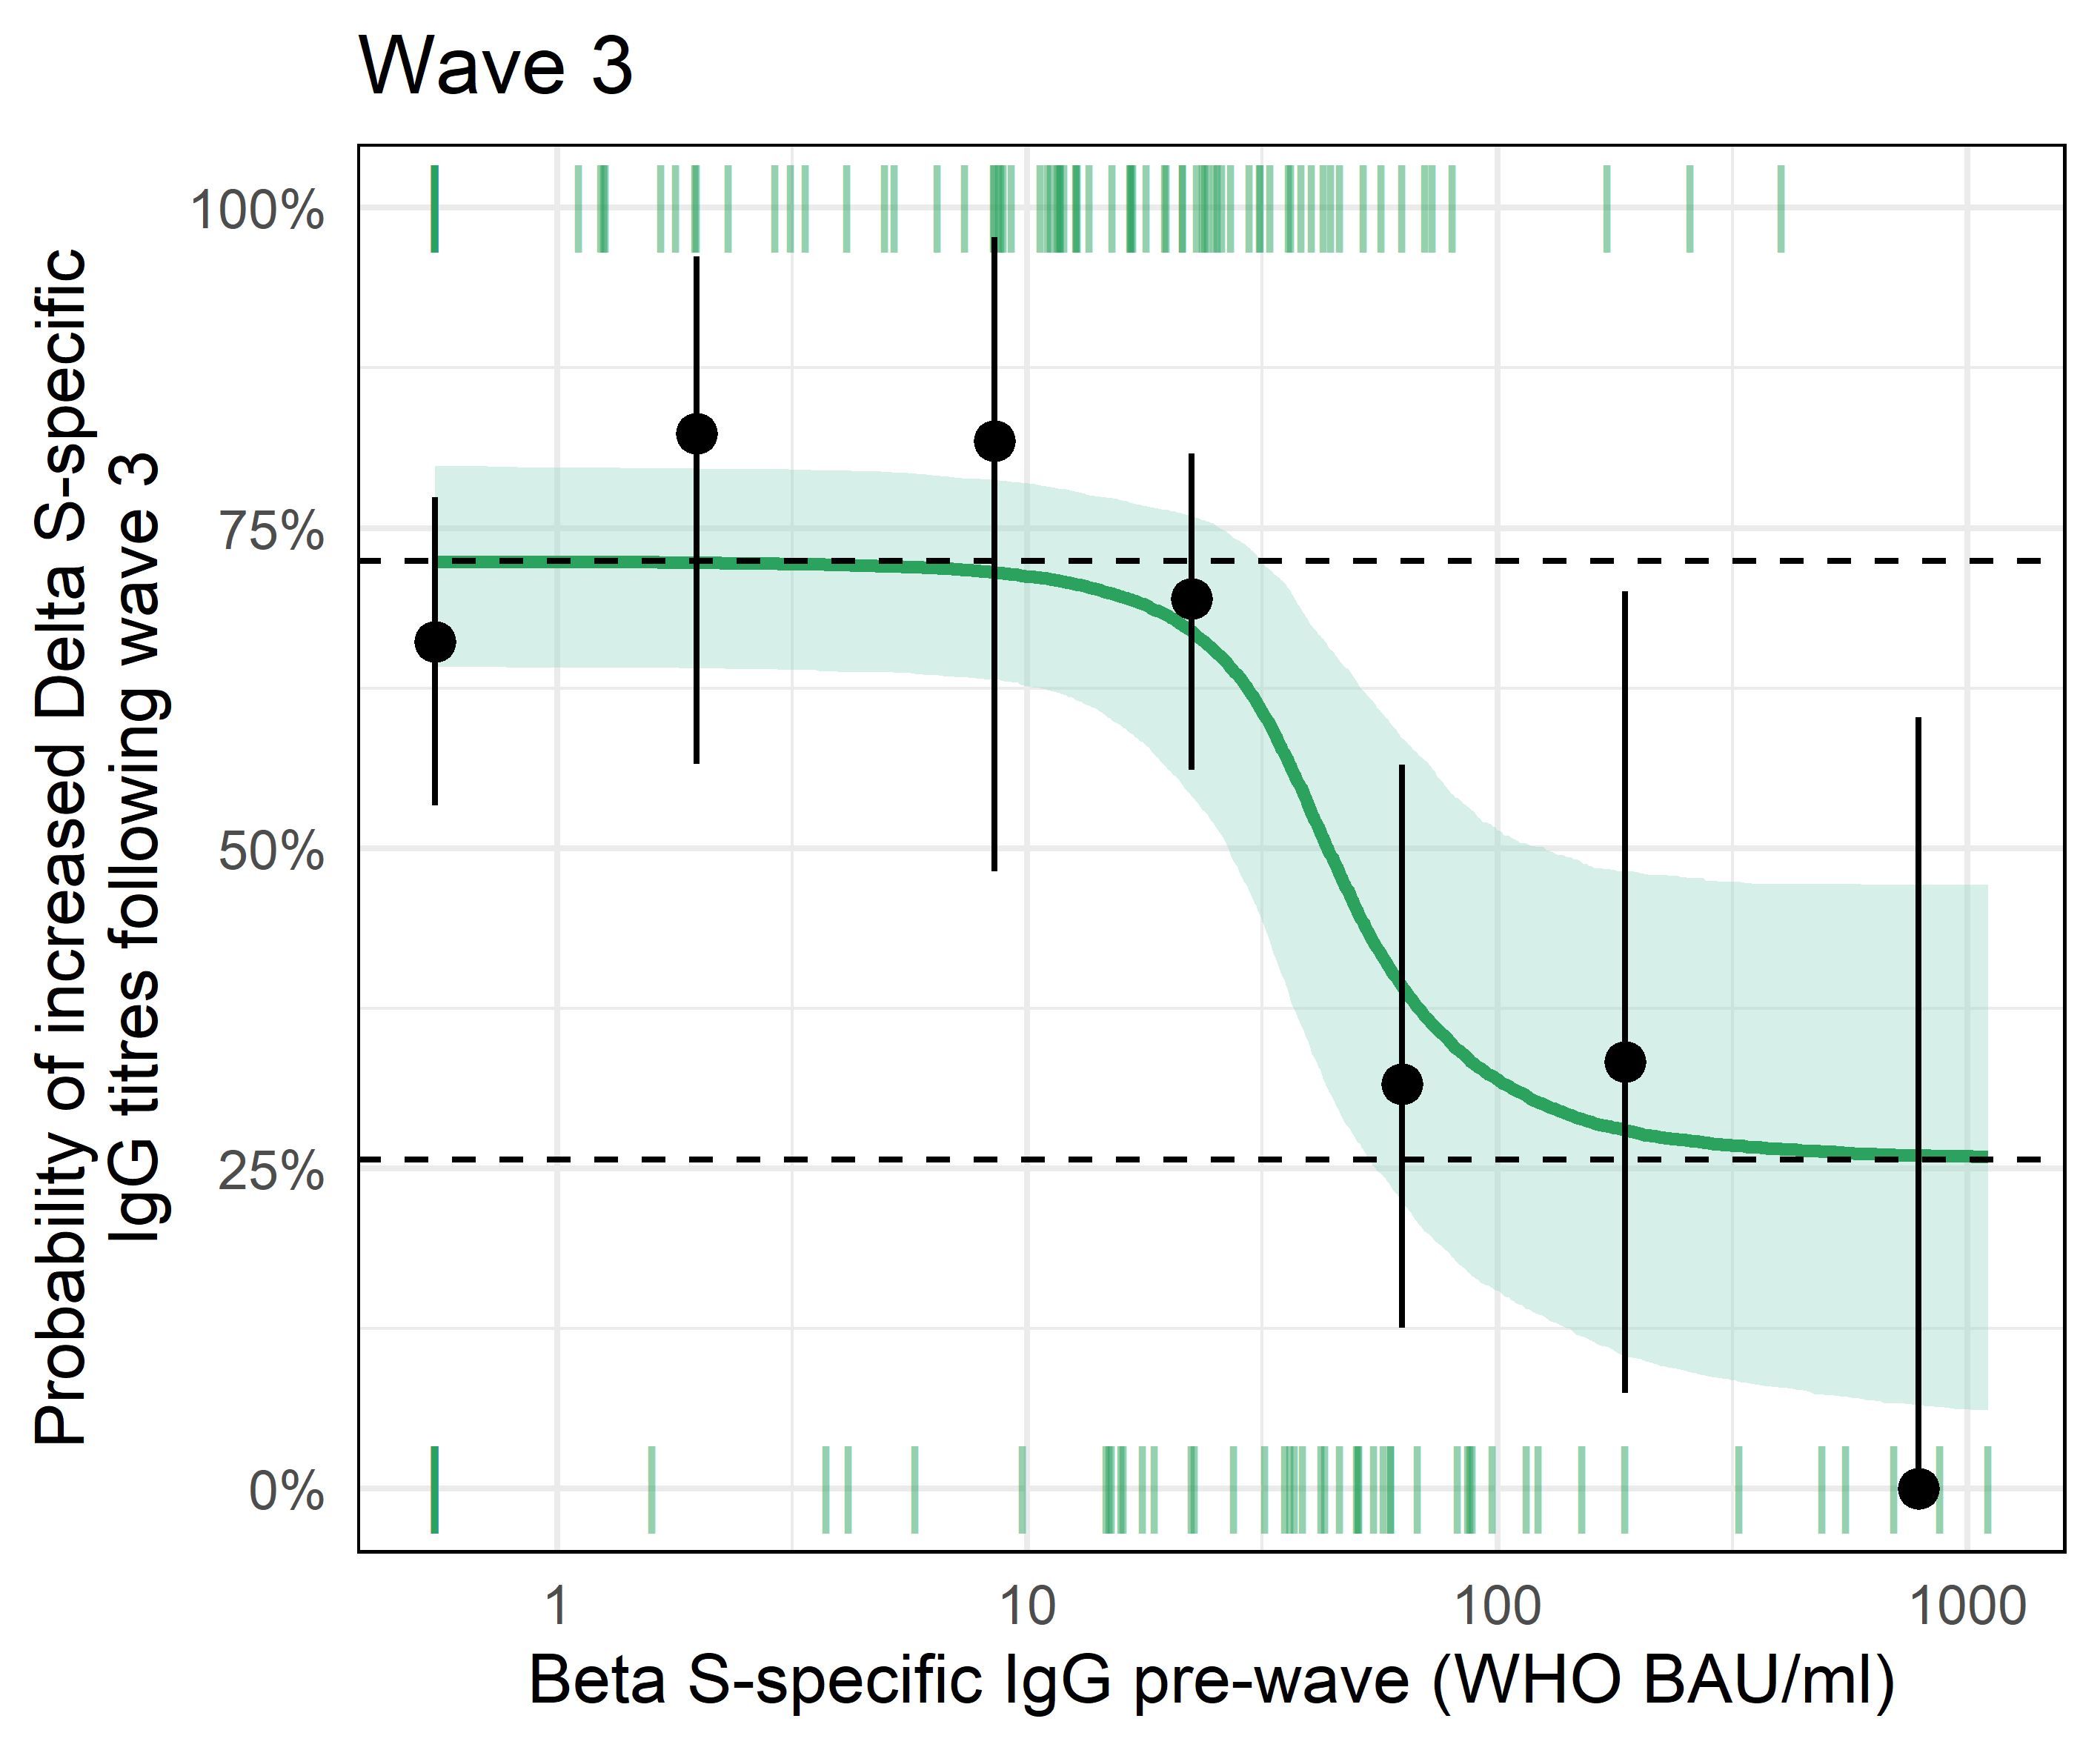 Wave 3
Probability of increased Delta S-specific
IgG titres following wave 3
100%
75%
50%
25%
0%
1 10 100 1000
Beta S-specific IgG pre-wave (WHO BAU/ml)